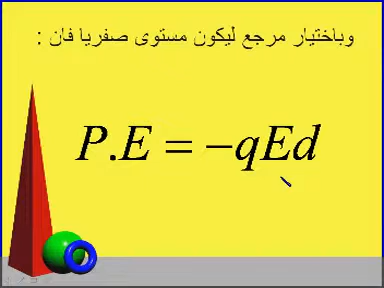 وباختيار مرجع ليكون مستوى صفريا فان :
P.E = −qEd